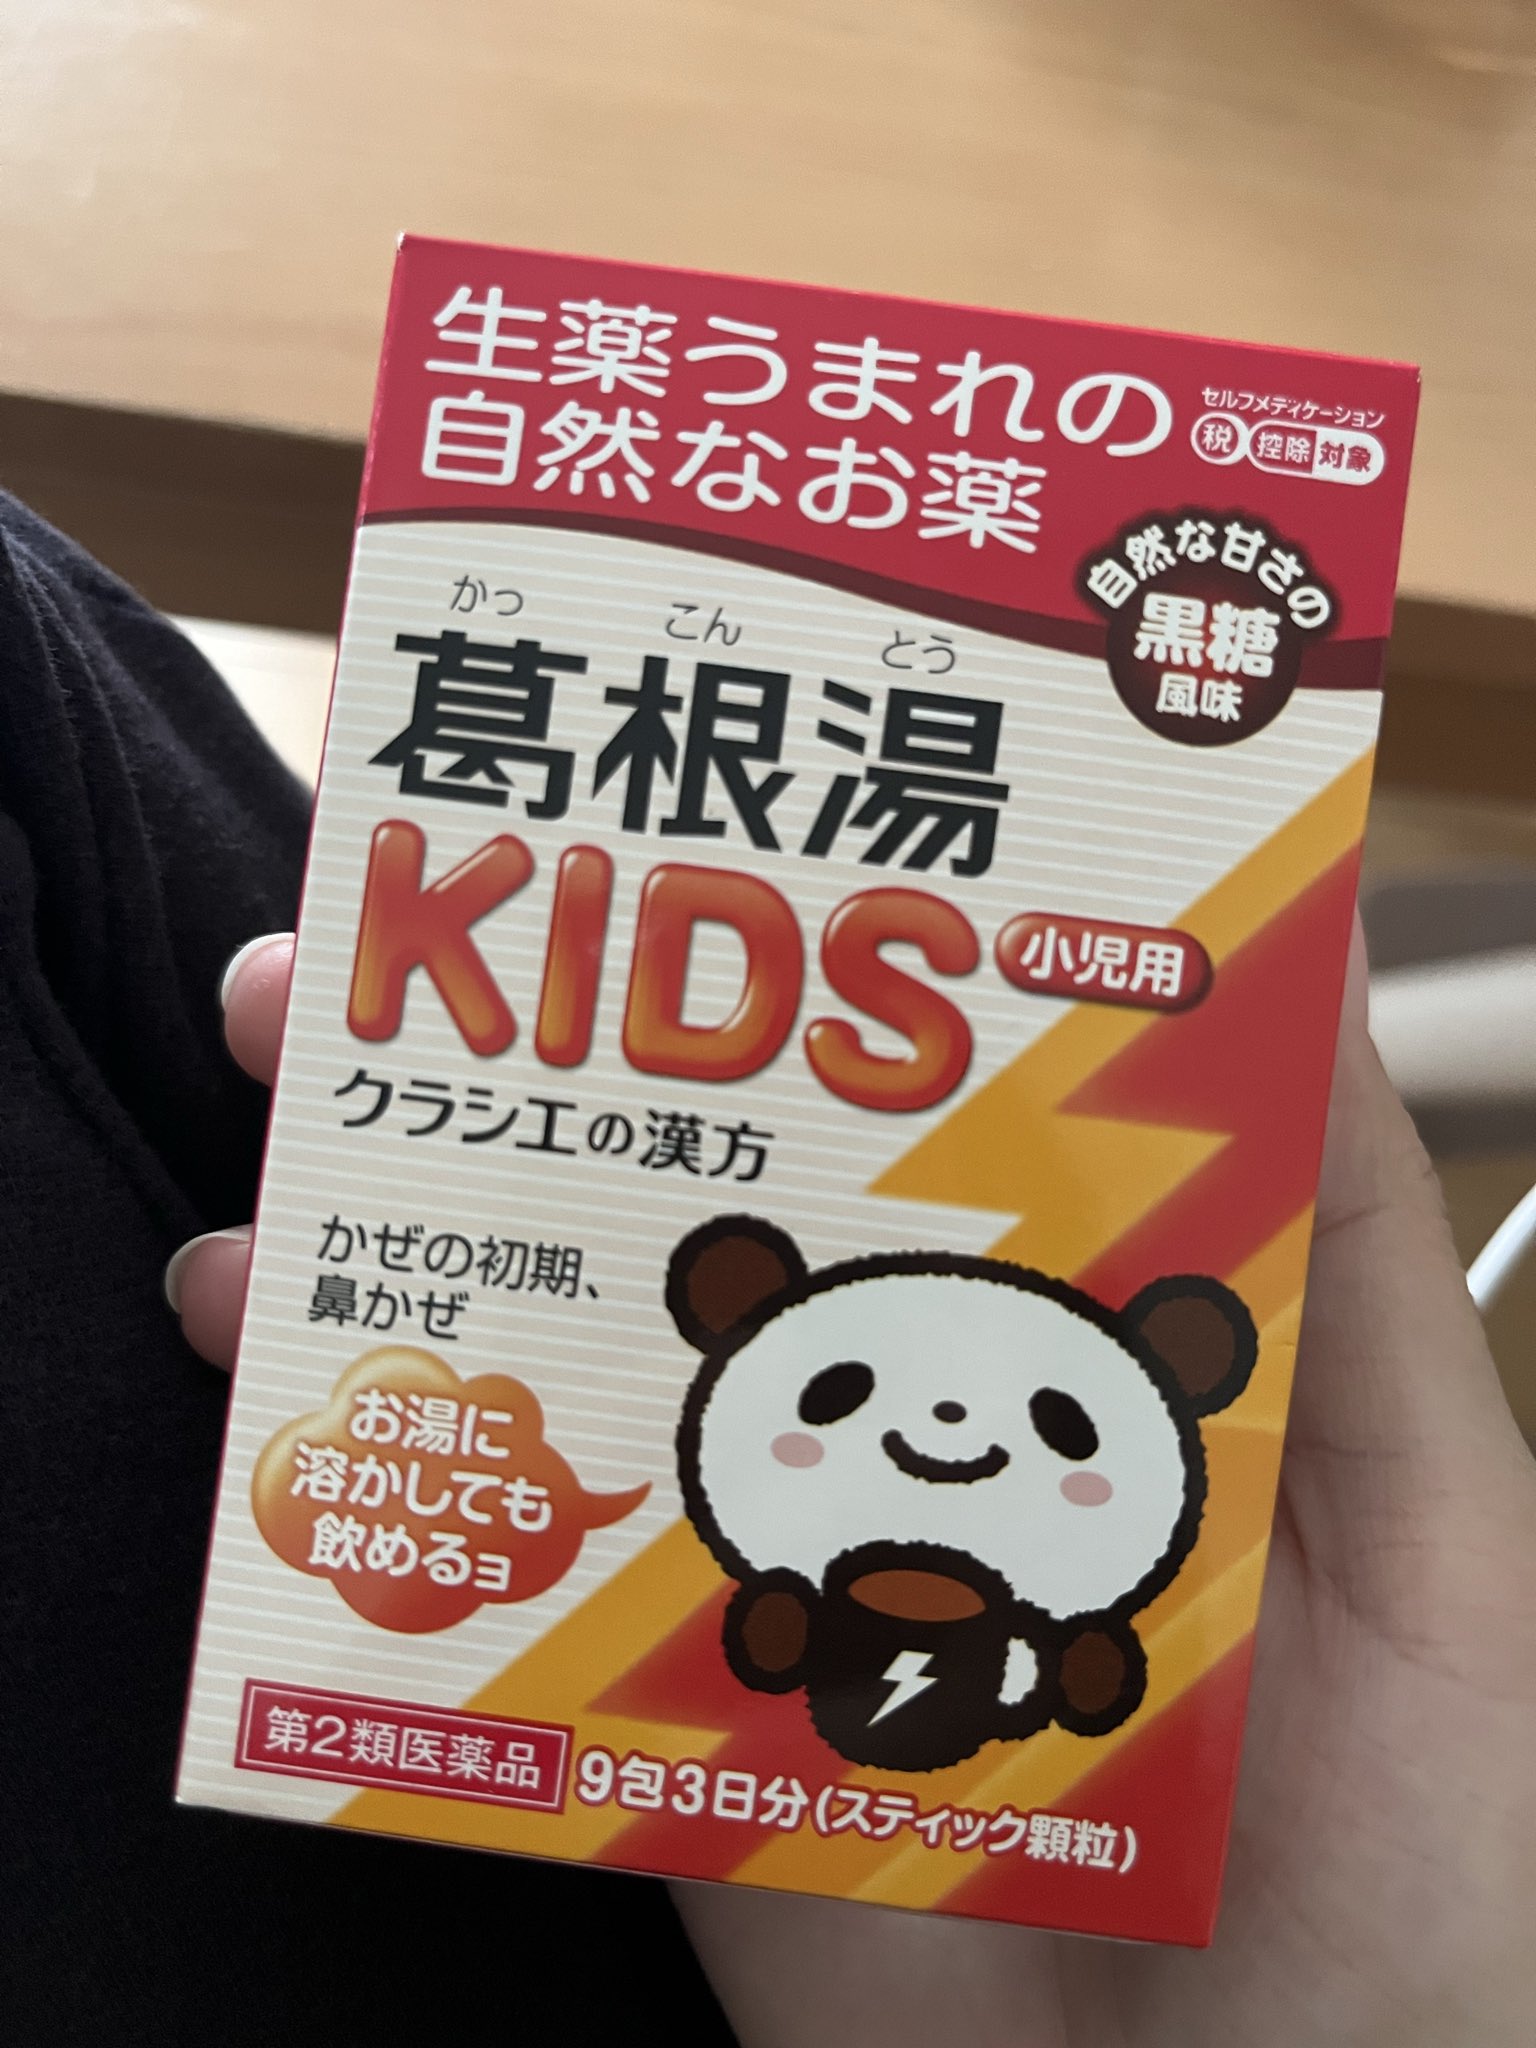 生薬うまれの
自然なお薬
セルフメディケーション
税 控除対象
自然な甘さの
黒糖
風味
かっ こん とう
葛根湯
KIDS
小児用
クラシエの漢方
かぜの初期、
鼻かぜ
お湯に
溶かしても
飲めるヨ
第2類医薬品
9包3日分(スティック顆粒)